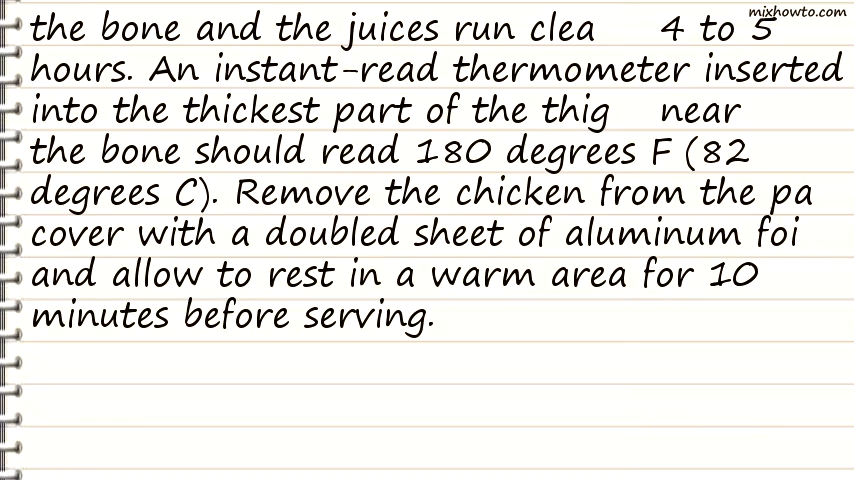 mixhowto.com
the bone and the juices run clea 4 to 5
hours. An instant-read thermometer inserted
into the thickest part of the thig near
the bone should read 180 degrees F (82
degrees C). Remove the chicken from the pa
cover with a doubled sheet of aluminum foi
and allow to rest in a warm area for 10
minutes before serving.